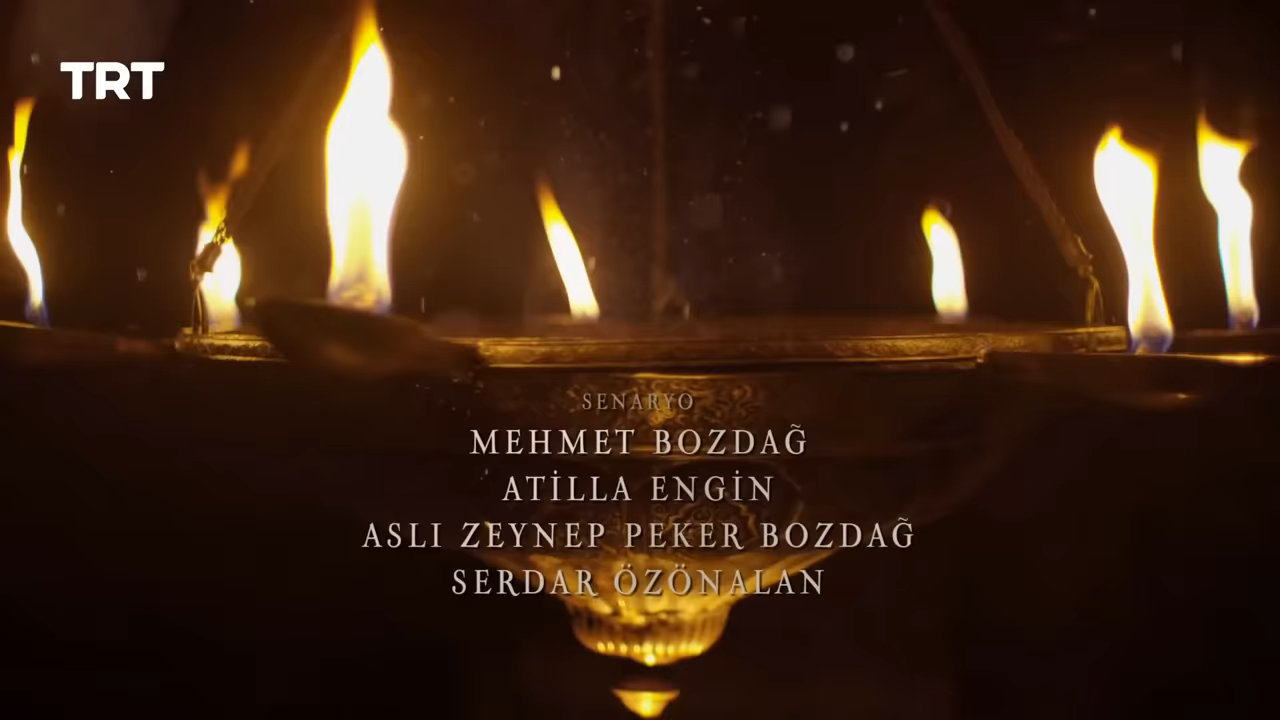 TRT
SENARYO
MEHMET BOZDAĞ
ATİLLA ENGİN
ASLI ZEYNEP PEKER BOZDAĞ
SERDAR ÖZÖNALAN